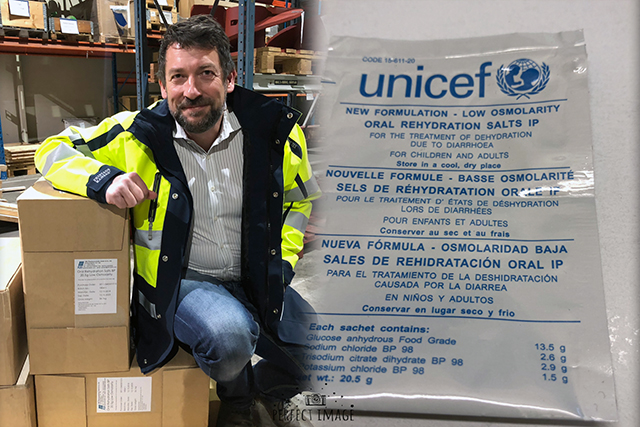 CODE 15-611-20
unicef
NEW FORMULATION - LOW OSMOLARITY
ORAL REHYDRATION SALTS IP
FOR THE TREATMENT OF DEHYDRATION
DUE TO DIARRHOEA
FOR CHILDREN AND ADULTS
Store in a cool, dry place
NOUVELLE FORMULE - BASSE OSMOLARITÉ
SELS DE RÉHYDRATATION ORALE IP
POUR LE TRAITEMENT D' ÉTATS DE DÉSHYDRATATION
LORS DE DIARRHÉES
POUR ENFANTS ET ADULTES
Conserver au sec et au frais
NUEVA FÓRMULA - OSMOLARIDAD BAJA
SALES DE REHIDRATACIÓN ORAL IP
PARA EL TRATAMIENTO DE LA DESHIDRATACIÓN
CAUSADA POR LA DIARREA
EN NIÑOS Y ADULTOS
Conservar en lugar seco y frío
Each sachet contains:
Glucose anhydrous Food Grade 13.5 g
Sodium chloride BP 98 2.6 g
Trisodium citrate dihydrate BP 98 2.9 g
Potassium chloride BP 98 1.5 g
Net wt.: 20.5 g
PERFECT IMAGE